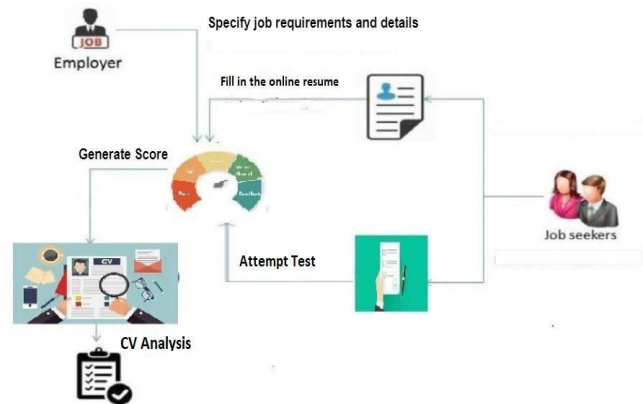 Specify job requirements and details
JOB
Employer
Fill in the online resume
Generate Score
Job seekers
Attempt Test
CV
CV Analysis